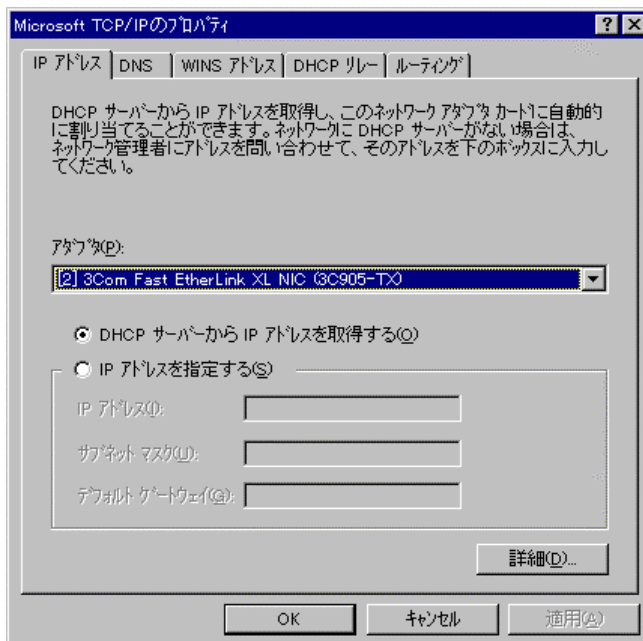 Microsoft TCP/IPのﾌﾟﾛﾊﾟﾃｨ
IP ｱﾄﾞﾚｽ
DNS
WINS ｱﾄﾞﾚｽ
DHCP ﾘﾚｰ
ﾙｰﾃｨﾝｸﾞ
DHCP ｻｰﾊﾞｰから IP ｱﾄﾞﾚｽを取得し、このﾈｯﾄﾜｰｸ ｱﾀﾞﾌﾟﾀ ｶｰﾄﾞに自動的
に割り当てることができます。ﾈｯﾄﾜｰｸに DHCP ｻｰﾊﾞｰがない場合は、
ﾈｯﾄﾜｰｸ管理者にｱﾄﾞﾚｽを問い合わせて、そのｱﾄﾞﾚｽを下のﾎﾞｯｸｽに入力し
てください。
ｱﾀﾞﾌﾟﾀ(P):
[2] 3Com Fast EtherLink XL NIC (3C905-TX)
DHCP ｻｰﾊﾞｰから IP ｱﾄﾞﾚｽを取得する(O)
IP ｱﾄﾞﾚｽを指定する(S)
IP ｱﾄﾞﾚｽ(I):
ｻﾌﾞﾈｯﾄ ﾏｽｸ(U):
ﾃﾞﾌｫﾙﾄ ｹﾞｰﾄｳｪｲ(G):
詳細(D)...
OK
ｷｬﾝｾﾙ
適用(A)